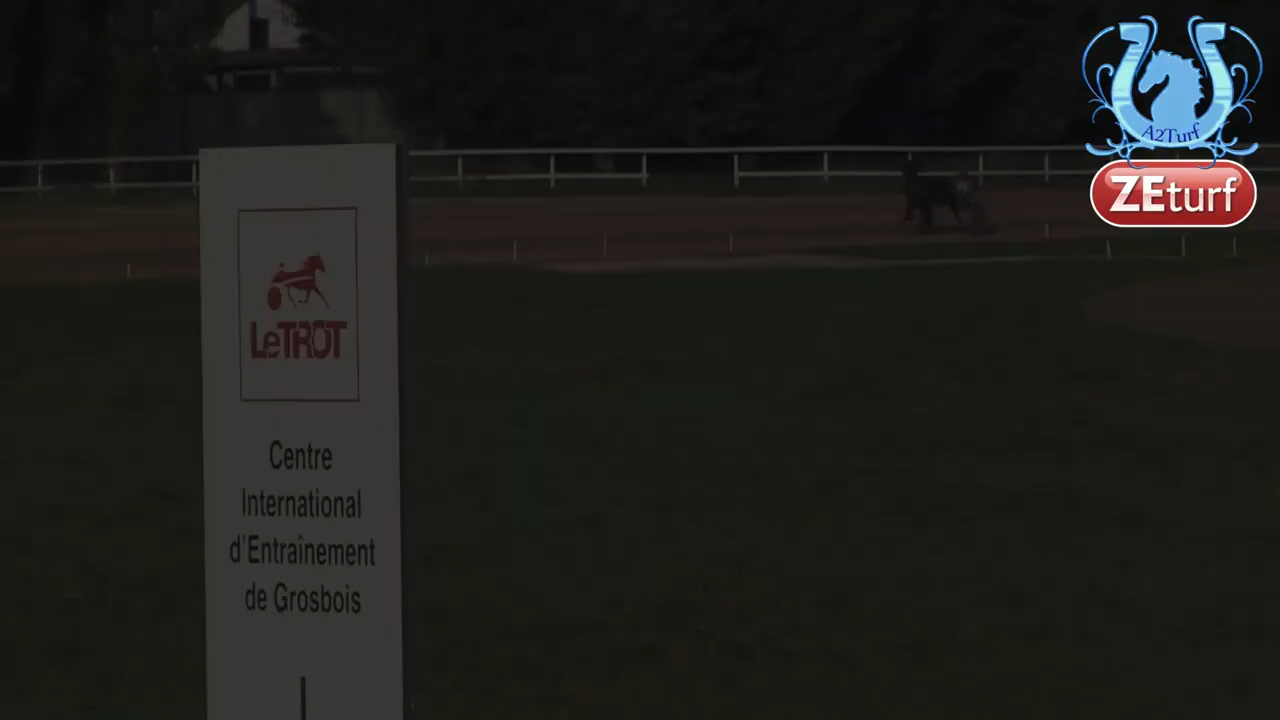 A2Turf
ZEturf
LeTROT
Centre
International
d'Entraînement
de Grosbois